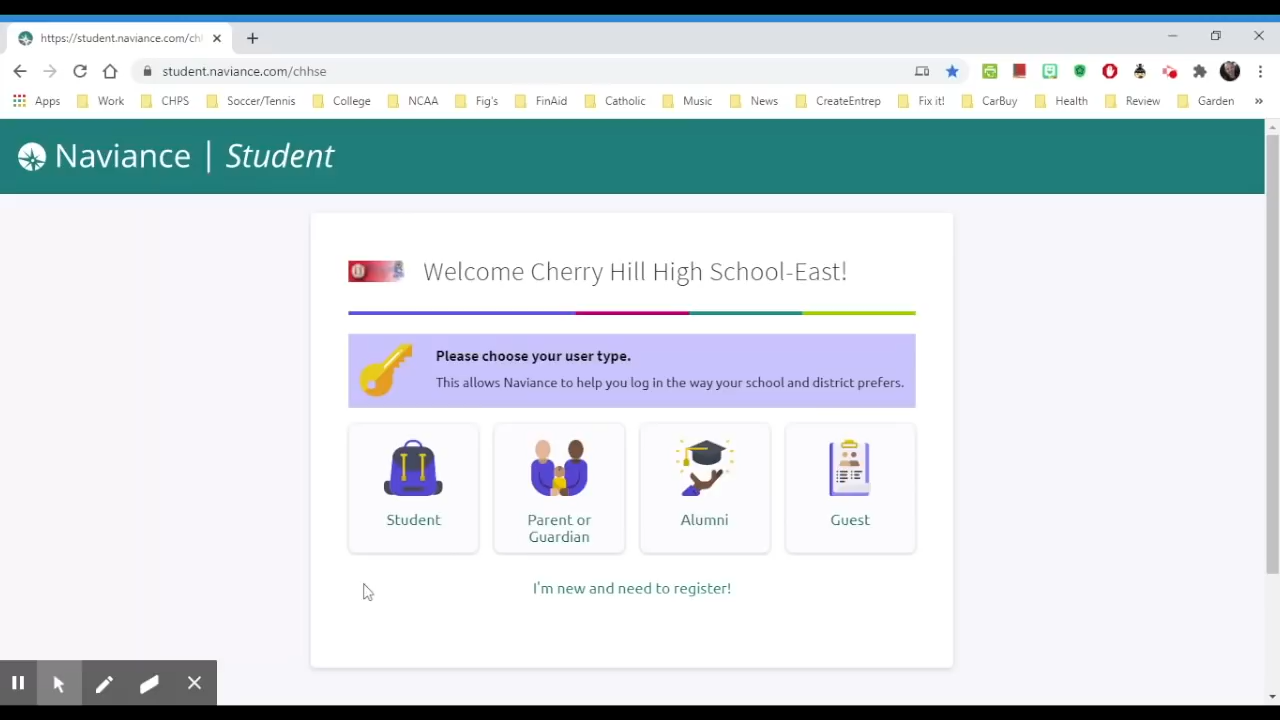 https://student.naviance.com/ch
student.naviance.com/chhse
Apps Work CHPS Soccer/Tennis College NCAA Fig's FinAid Catholic Music News CreateEntrep Fix it! CarBuy Health Review Garden »
Naviance | Student
Welcome Cherry Hill High School-East!
Please choose your user type.
This allows Naviance to help you log in the way your school and district prefers.
Student
Parent or
Guardian
Alumni
Guest
I'm new and need to register!